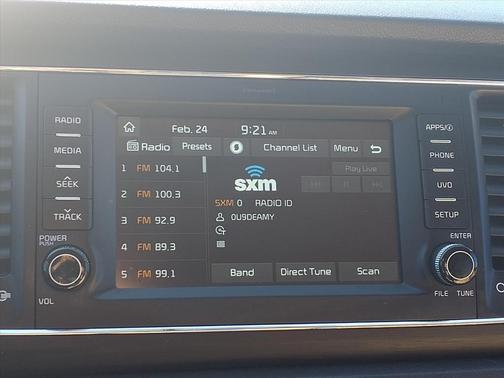 RADIO
MEDIA
SEEK
TRACK
POWER
PUSH
VOL
Feb. 24 9:21 AM
Radio Presets Channel List Menu
1 FM 104.1
2 FM 100.3
3 FM 92.9
4 FM 89.3
5 FM 99.1
sxm
Play Live
SXM 0 RADIO ID
0U9DEAMY
Band Direct Tune Scan
APPS/
PHONE
UVO
SETUP
ENTER
FILE TUNE